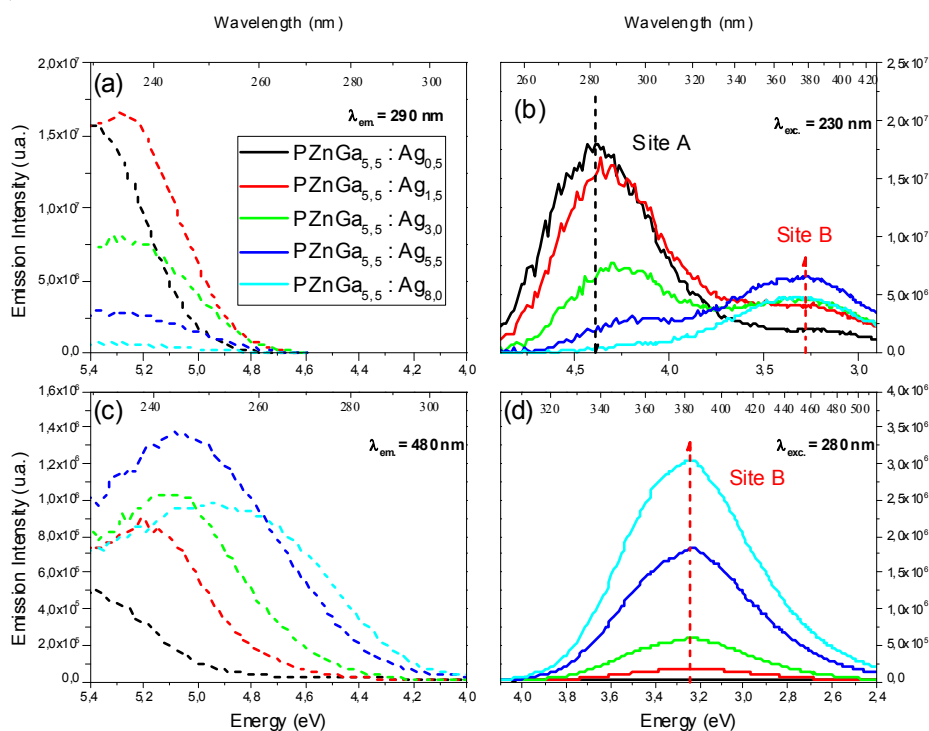 Wavelength (nm)
Wavelength (nm)
240 260 280 300
260 280 300 320 340 360 380 400 420
(a)
λem. = 290 nm
2,0x10⁷
1,5x10⁷
1,0x10⁷
5,0x10⁶
0,0
Emission Intensity (u.a.)
PZnGa5,5 : Ag0,5
PZnGa5,5 : Ag1,5
PZnGa5,5 : Ag3,0
PZnGa5,5 : Ag5,5
PZnGa5,5 : Ag8,0
5,4 5,2 5,0 4,8 4,6 4,4 4,2 4,0
(b)
λexc. = 230 nm
Site A
Site B
2,5x10⁷
2,0x10⁷
1,5x10⁷
1,0x10⁷
5,0x10⁶
0,0
4,5 4,0 3,5 3,0
(c)
240 260 280 300
λem. = 480 nm
1,6x10⁶
1,4x10⁶
1,2x10⁶
1,0x10⁶
8,0x10⁵
6,0x10⁵
4,0x10⁵
2,0x10⁵
0,0
Emission Intensity (u.a.)
5,4 5,2 5,0 4,8 4,6 4,4 4,2 4,0
Energy (eV)
(d)
320 340 360 380 400 420 440 460 480 500
λexc. = 280 nm
Site B
4,0x10⁶
3,5x10⁶
3,0x10⁶
2,5x10⁶
2,0x10⁶
1,5x10⁶
1,0x10⁶
5,0x10⁵
0,0
4,0 3,8 3,6 3,4 3,2 3,0 2,8 2,6 2,4
Energy (eV)